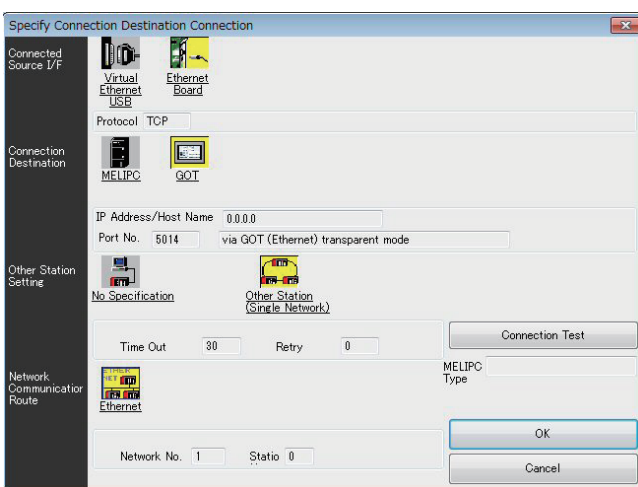 Specify Connection Destination Connection
Connected
Source I/F
Virtual
Ethernet
USB
Ethernet
Board
Protocol TCP
Connection
Destination
MELIPC
GOT
IP Address/Host Name 0.0.0.0
Port No. 5014 via GOT (Ethernet) transparent mode
Other Station
Setting
No Specification
Other Station
(Single Network)
Time Out 30 Retry 0
Connection Test
MELIPC
Type
Network
Communication
Route
ETHER
NET
Ethernet
Network No. 1 Statio 0
OK
Cancel